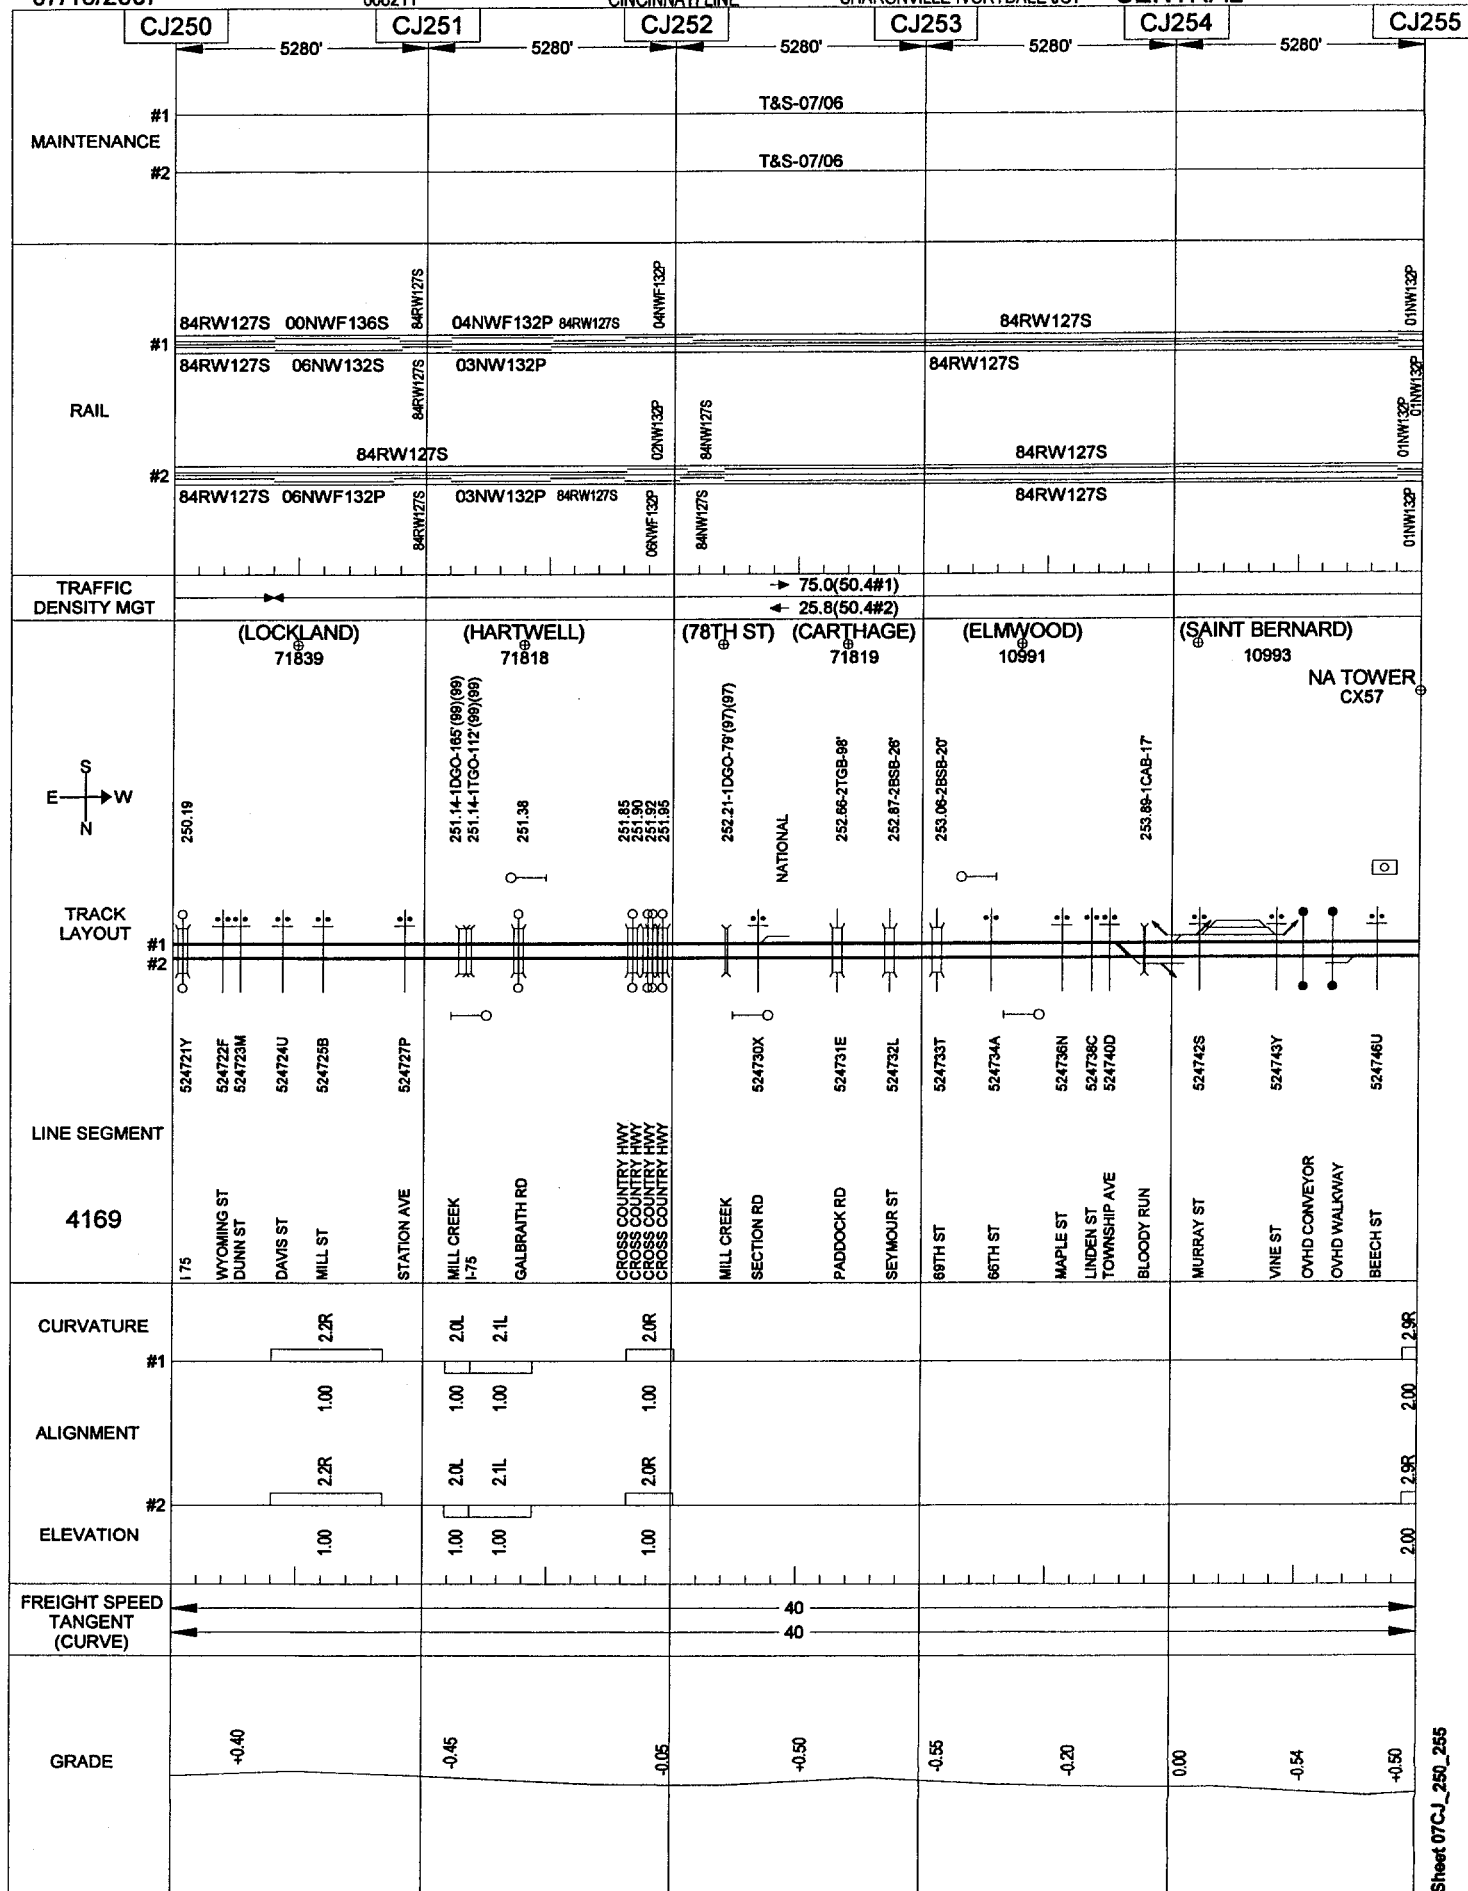 CINCINNATI LINE
CENTRAL
CJ250 CJ251 CJ252 CJ253 CJ254 CJ255
5280' 5280' 5280' 5280' 5280'
MAINTENANCE
#1 T&S-07/06
#2 T&S-07/06
RAIL
84RW127S 00NWF136S 84RW127S 04NWF132P 84RW127S 04NWF132P 84RW127S 01NW132P
#1
84RW127S 06NW132S 84RW127S 03NW132P 84RW127S 01NW132P
84RW127S 02NW132P 84NW127S 84RW127S 01NW132P
#2
84RW127S 06NWF132P 84RW127S 03NW132P 84RW127S 06NWF132P 84NW127S 84RW127S 01NW132P
TRAFFIC
DENSITY MGT
75.0(50.4#1)
25.8(50.4#2)
(LOCKLAND) (HARTWELL) (78TH ST) (CARTHAGE) (ELMWOOD) (SAINT BERNARD)
71839 71818 71819 10991 10993
NA TOWER
CX57
S
E W
N
250.19
251.14-1DGO-165'(99)(99)
251.14-1TGO-112'(99)(99)
251.38
251.85
251.90
251.92
251.95
252.21-1DGO-79'(97)(97)
NATIONAL
252.66-2TGB-98'
252.87-2BSB-26'
253.06-2BSB-20'
253.89-1CAB-17'
TRACK
LAYOUT
#1
#2
524721Y
524722F
524723M
524724U
524725B
524727P
524730X
524731E
524732L
524733T
524734A
524736N
524738C
524740D
524742S
524743Y
524746U
LINE SEGMENT
4169
I 75
WYOMING ST
DUNN ST
DAVIS ST
MILL ST
STATION AVE
MILL CREEK
I-75
GALBRAITH RD
CROSS COUNTRY HWY
CROSS COUNTRY HWY
CROSS COUNTRY HWY
CROSS COUNTRY HWY
MILL CREEK
SECTION RD
PADDOCK RD
SEYMOUR ST
69TH ST
66TH ST
MAPLE ST
LINDEN ST
TOWNSHIP AVE
BLOODY RUN
MURRAY ST
VINE ST
OVHD CONVEYOR
OVHD WALKWAY
BEECH ST
CURVATURE
2.2R 2.0L 2.1L 2.0R 2.9R
#1
1.00 1.00 1.00 1.00 2.00
ALIGNMENT
2.2R 2.0L 2.1L 2.0R 2.9R
#2
ELEVATION
1.00 1.00 1.00 1.00 2.00
FREIGHT SPEED
TANGENT
(CURVE)
40
40
GRADE
+0.40 -0.45 -0.05 +0.50 -0.55 -0.20 0.00 -0.54 +0.50
Sheet 07CJ_250_255